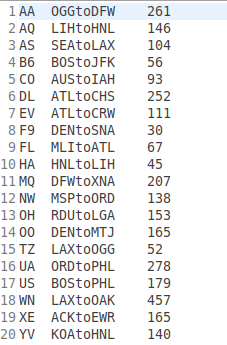 1 AA OGGtoDFW 261
2 AQ LIHtoHNL 146
3 AS SEAtoLAX 104
4 B6 BOStoJFK 56
5 CO AUStoIAH 93
6 DL ATLtoCHS 252
7 EV ATLtoCRW 111
8 F9 DENtoSNA 30
9 FL MLItoATL 67
10 HA HNLtoLIH 45
11 MQ DFWtoXNA 207
12 NW MSPtoORD 138
13 OH RDUtoLGA 153
14 OO DENtoMTJ 165
15 TZ LAXtoOGG 52
16 UA ORDtoPHL 278
17 US BOStoPHL 179
18 WN LAXtoOAK 457
19 XE ACKtoEWR 165
20 YV KOAtoHNL 140